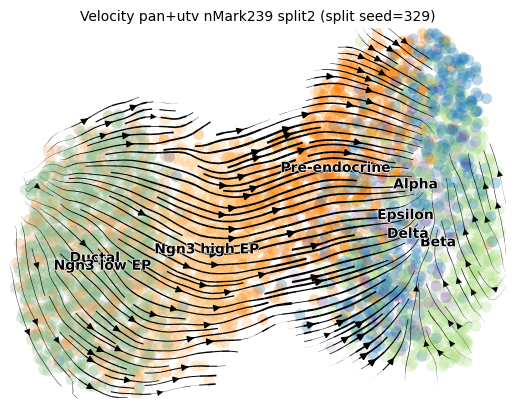 Velocity pan+utv nMark239 split2 (split seed=329)
Pre-endocrine
Alpha
Epsilon
Delta
Beta
Ngn3 high EP
Ductal
Ngn3 low EP